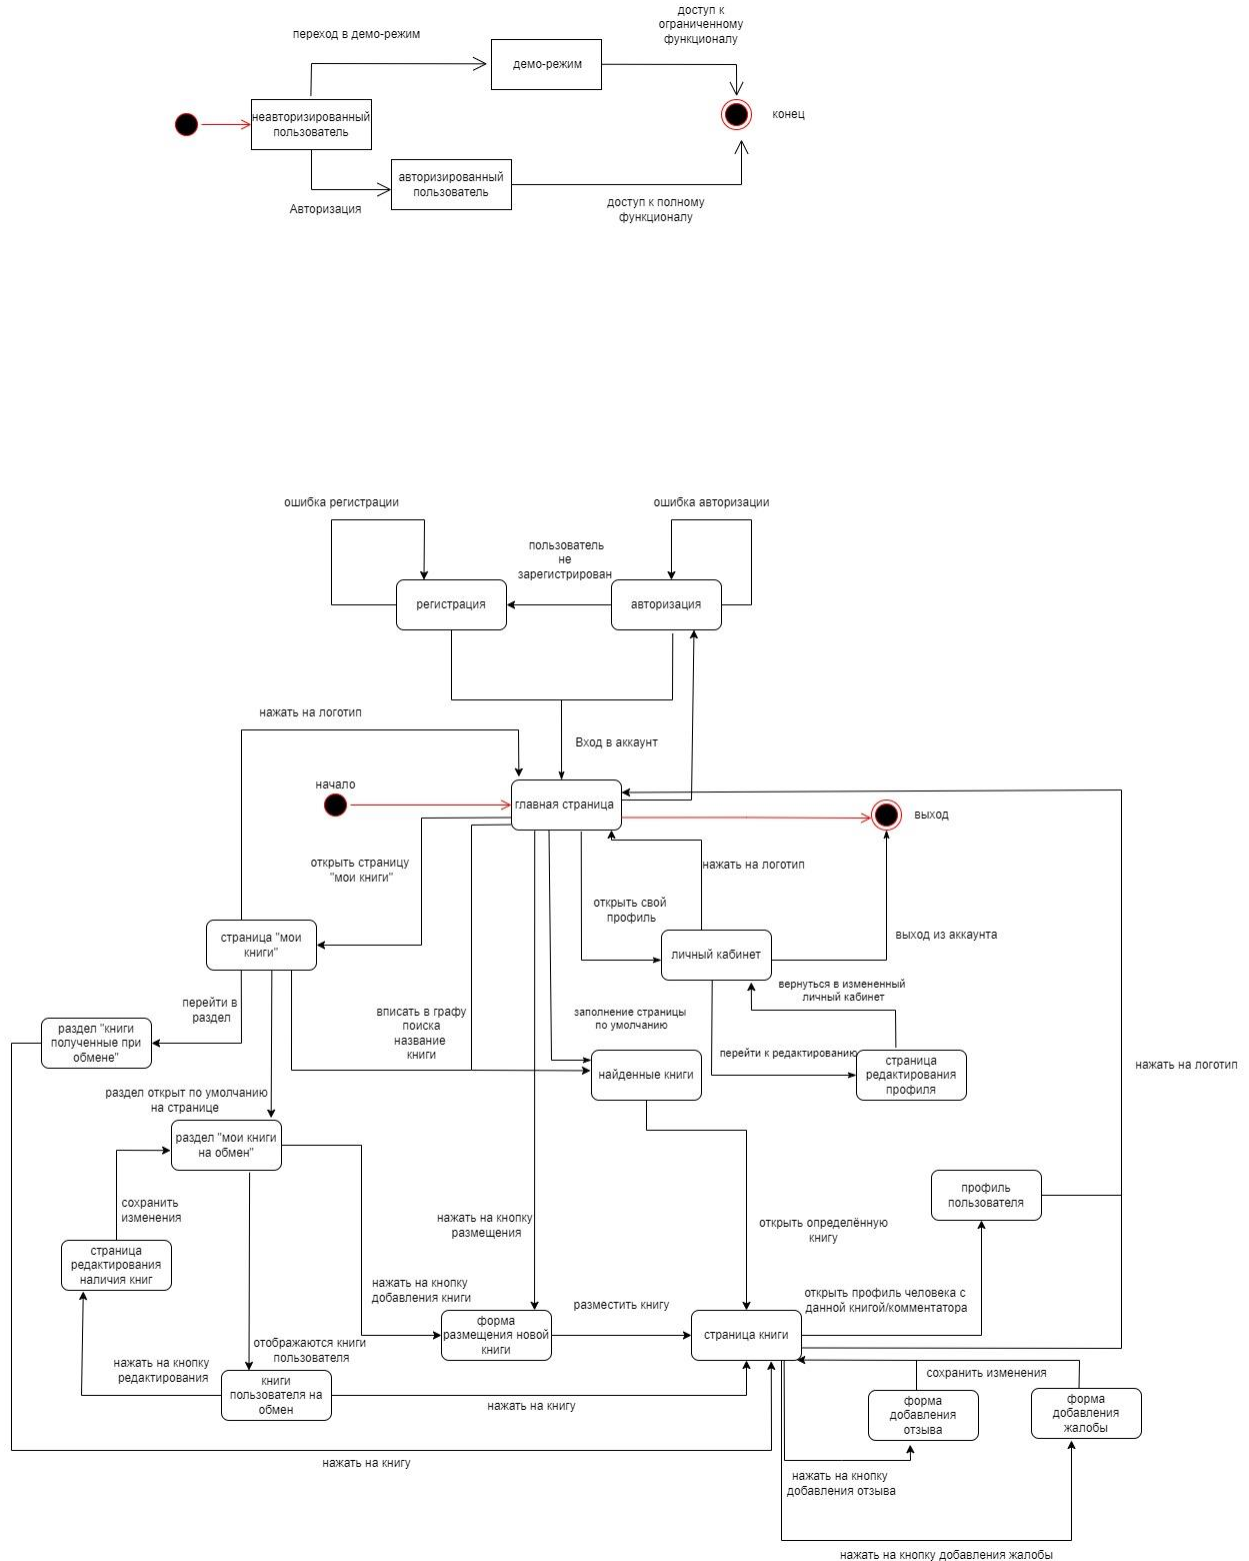 доступ к
ограниченному
функционалу
переход в демо-режим
демо-режим
неавторизированный
пользователь
конец
авторизированный
пользователь
Авторизация
доступ к полному
функционалу
ошибка регистрации
ошибка авторизации
пользователь
не
зарегистрирован
регистрация
авторизация
нажать на логотип
Вход в аккаунт
начало
главная страница
выход
открыть страницу
"мои книги"
нажать на логотип
открыть свой
профиль
страница "мои
книги"
личный кабинет
выход из аккаунта
вернуться в измененный
личный кабинет
перейти в
раздел
вписать в графу
поиска
название
книги
заполнение страницы
по умолчанию
раздел "книги
полученные при
обмене"
найденные книги
перейти к редактированию
страница
редактирования
профиля
нажать на логотип
раздел открыт по умолчанию
на странице
раздел "мои книги
на обмен"
сохранить
изменения
нажать на кнопку
размещения
открыть определённую
книгу
профиль
пользователя
страница
редактирования
наличия книг
нажать на кнопку
добавления книги
разместить книгу
открыть профиль человека с
данной книгой/комментатора
форма
размещения новой
книги
страница книги
отображаются книги
пользователя
нажать на кнопку
редактирования
книги
пользователя на
обмен
нажать на книгу
сохранить изменения
форма
добавления
отзыва
форма
добавления
жалобы
нажать на книгу
нажать на кнопку
добавления отзыва
нажать на кнопку добавления жалобы